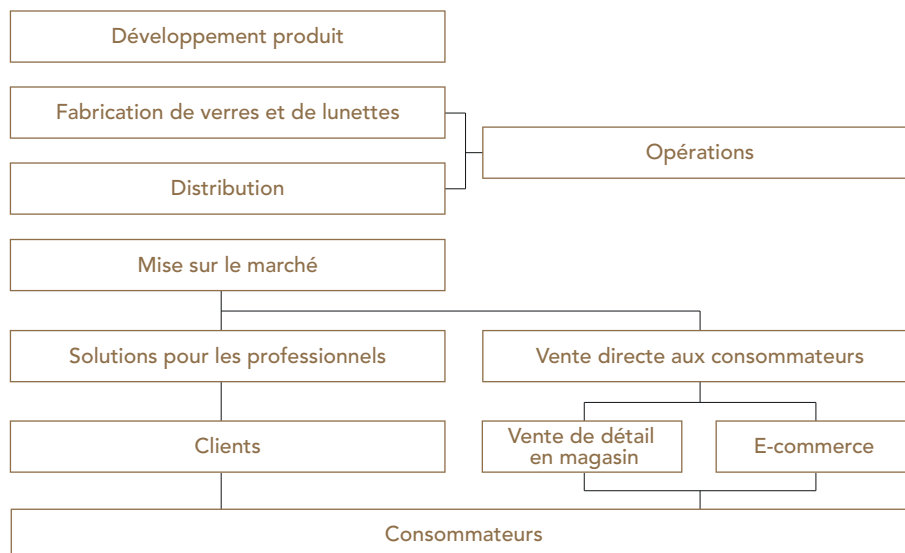 Développement produit
Fabrication de verres et de lunettes
Opérations
Distribution
Mise sur le marché
Solutions pour les professionnels
Vente directe aux consommateurs
Clients
Vente de détail
en magasin
E-commerce
Consommateurs